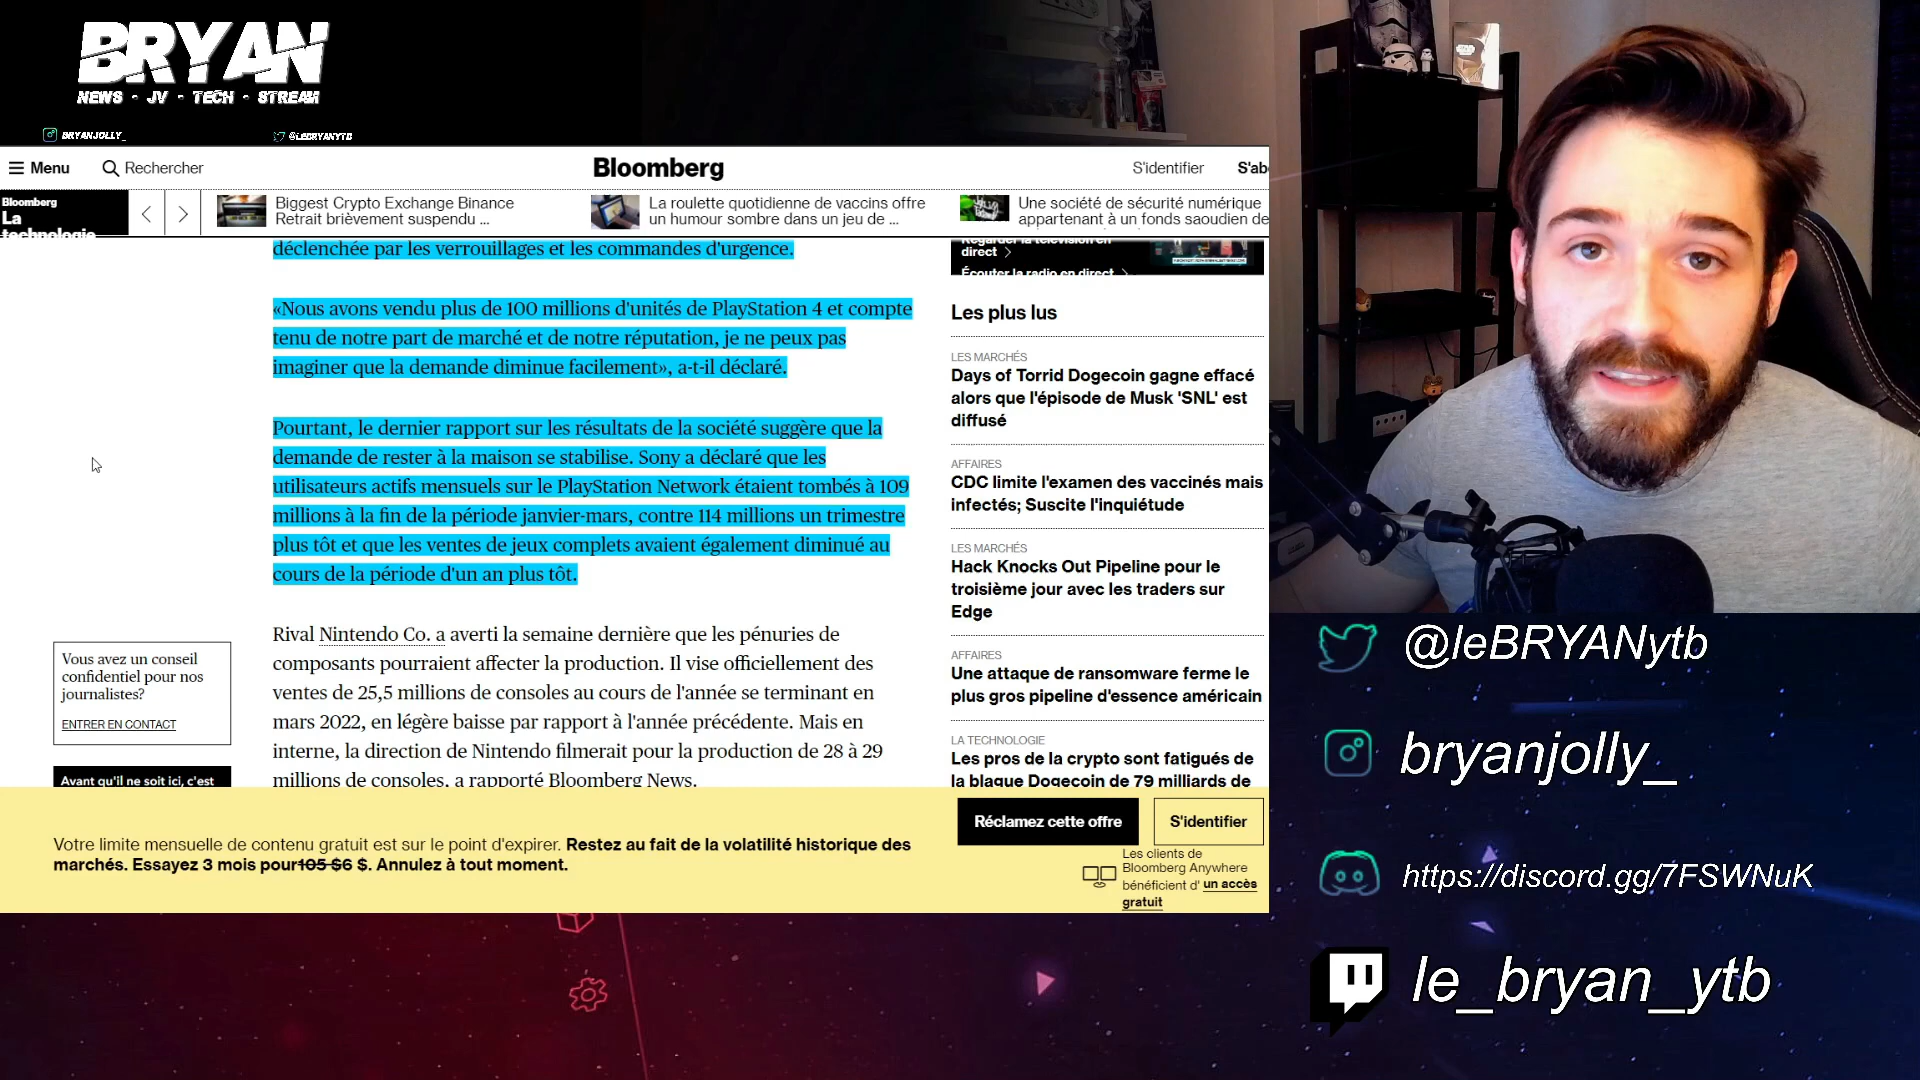 BRYAN
NEWS - JV - TECH - STREAM
BRYANJOLLY_
@LEBRYANYTB
Menu
Rechercher
Bloomberg
S'identifier
S'ab
Bloomberg
La
technologie
Biggest Crypto Exchange Binance
Retrait brièvement suspendu ...
La roulette quotidienne de vaccins offre
un humour sombre dans un jeu de ...
Une société de sécurité numérique
appartenant à un fonds saoudien de
déclenchée par les verrouillages et les commandes d'urgence.
«Nous avons vendu plus de 100 millions d'unités de PlayStation 4 et compte
tenu de notre part de marché et de notre réputation, je ne peux pas
imaginer que la demande diminue facilement», a-t-il déclaré.
Pourtant, le dernier rapport sur les résultats de la société suggère que la
demande de rester à la maison se stabilise. Sony a déclaré que les
utilisateurs actifs mensuels sur le PlayStation Network étaient tombés à 109
millions à la fin de la période janvier-mars, contre 114 millions un trimestre
plus tôt et que les ventes de jeux complets avaient également diminué au
cours de la période d'un an plus tôt.
Rival Nintendo Co. a averti la semaine dernière que les pénuries de
composants pourraient affecter la production. Il vise officiellement des
ventes de 25,5 millions de consoles au cours de l'année se terminant en
mars 2022, en légère baisse par rapport à l'année précédente. Mais en
interne, la direction de Nintendo filmerait pour la production de 28 à 29
millions de consoles, a rapporté Bloomberg News.
Vous avez un conseil
confidentiel pour nos
journalistes?
ENTRER EN CONTACT
Avant qu'il ne soit ici, c'est
Regarder la télévision en
direct
Écouter la radio en direct
Les plus lus
LES MARCHÉS
Days of Torrid Dogecoin gagne effacé
alors que l'épisode de Musk 'SNL' est
diffusé
AFFAIRES
CDC limite l'examen des vaccinés mais
infectés; Suscite l'inquiétude
LES MARCHÉS
Hack Knocks Out Pipeline pour le
troisième jour avec les traders sur
Edge
AFFAIRES
Une attaque de ransomware ferme le
plus gros pipeline d'essence américain
LA TECHNOLOGIE
Les pros de la crypto sont fatigués de
la blague Dogecoin de 79 milliards de
Votre limite mensuelle de contenu gratuit est sur le point d'expirer. Restez au fait de la volatilité historique des
marchés. Essayez 3 mois pour105 $6 $. Annulez à tout moment.
Réclamez cette offre
S'identifier
Les clients de
Bloomberg Anywhere
bénéficient d' un accès
gratuit
@leBRYANytb
bryanjolly_
https://discord.gg/7FSWNuK
le_bryan_ytb